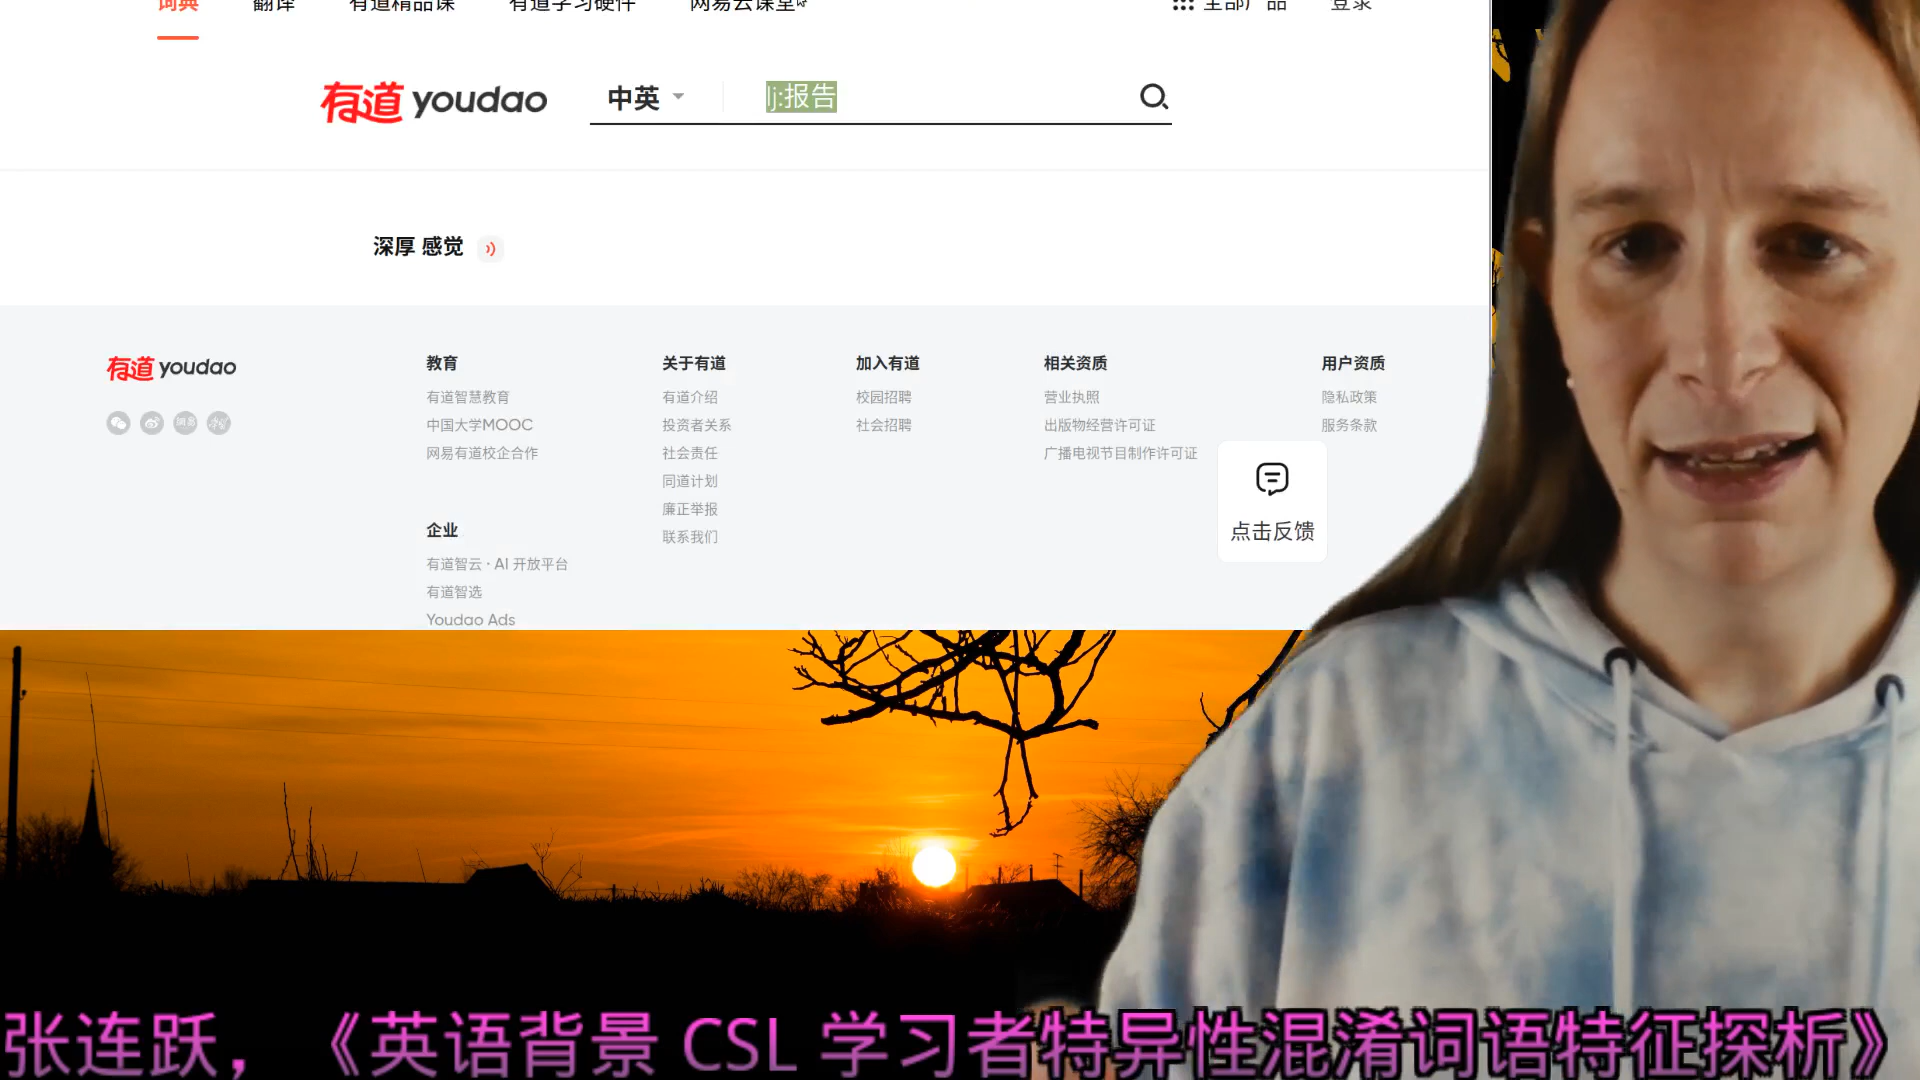 词典 翻译 有道精品课 有道学习硬件 网易云课堂 全部产品 登录
有道 youdao 中英 lj:报告
深厚 感觉
有道 youdao
教育 关于有道 加入有道 相关资质 用户资质
有道智慧教育 有道介绍 校园招聘 营业执照 隐私政策
中国大学MOOC 投资者关系 社会招聘 出版物经营许可证 服务条款
网易有道校企合作 社会责任 广播电视节目制作许可证
同道计划
廉正举报
企业 联系我们 点击反馈
有道智云 · AI 开放平台
有道智选
Youdao Ads
张连跃，《英语背景 CSL 学习者特异性混淆词语特征探析》